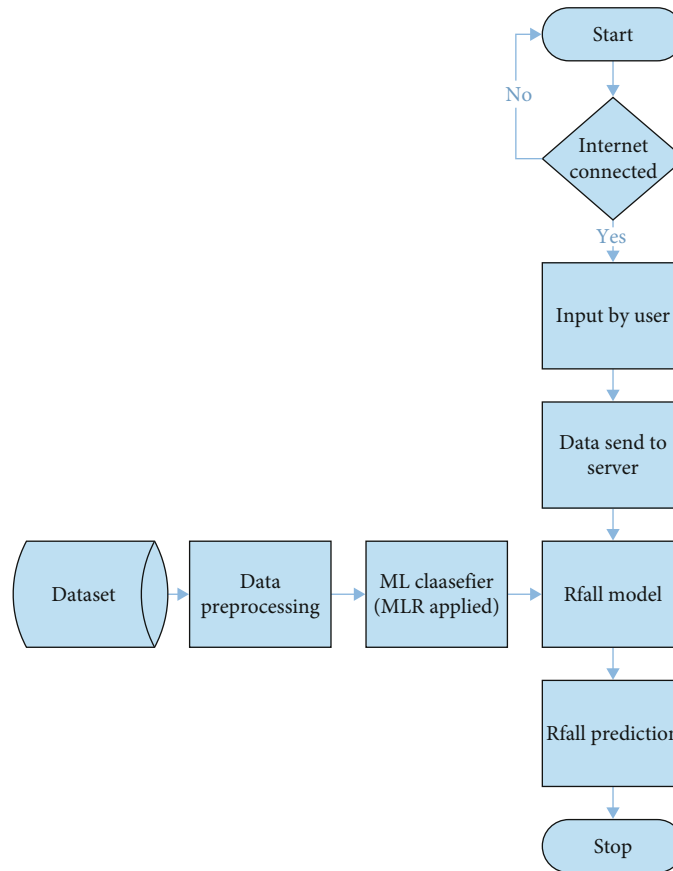 Start
No
Internet
connected
Yes
Input by user
Data send to
server
Dataset
Data
preprocessing
ML claasefier
(MLR applied)
Rfall model
Rfall prediction
Stop